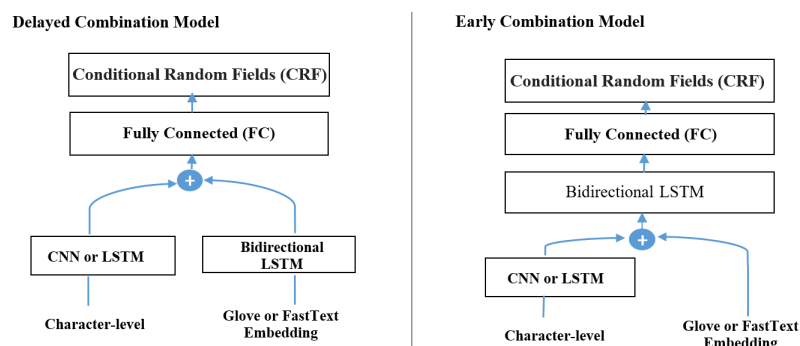 Delayed Combination Model
Conditional Random Fields (CRF)
Fully Connected (FC)
+
CNN or LSTM
Bidirectional
LSTM
Character-level
Glove or FastText
Embedding
Early Combination Model
Conditional Random Fields (CRF)
Fully Connected (FC)
Bidirectional LSTM
+
CNN or LSTM
Character-level
Glove or FastText
Embedding